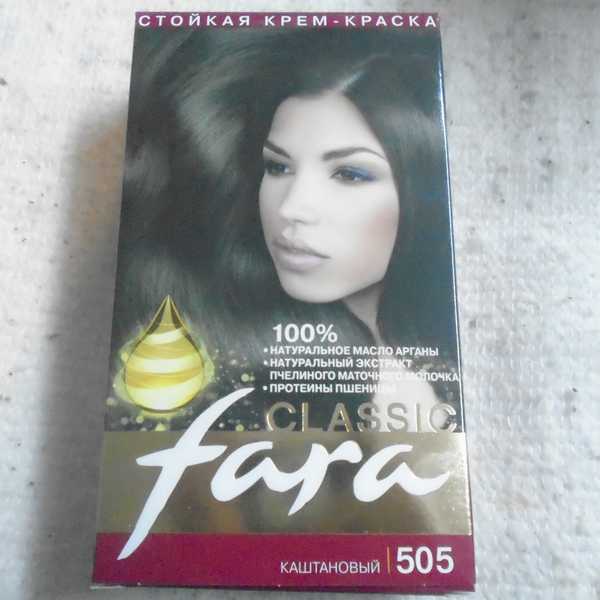 СТОЙКАЯ КРЕМ-КРАСКА
100%
• НАТУРАЛЬНОЕ МАСЛО АРГАНЫ
• НАТУРАЛЬНЫЙ ЭКСТРАКТ
ПЧЕЛИНОГО МАТОЧНОГО МОЛОЧКА
• ПРОТЕИНЫ ПШЕНИЦЫ
CLASSIC
fara
КАШТАНОВЫЙ | 505